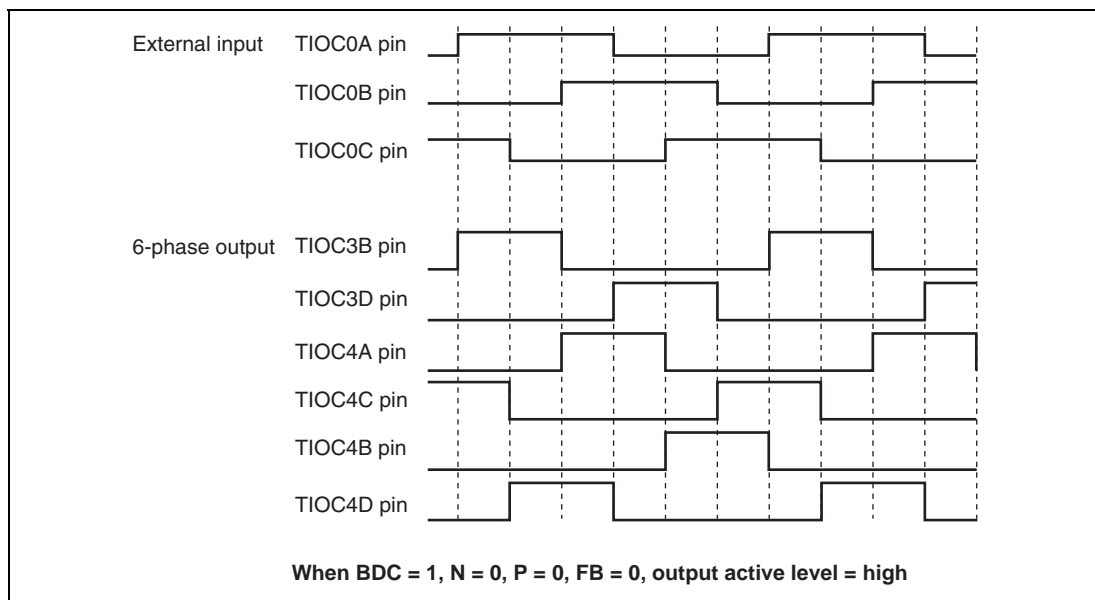 External input TIOC0A pin
TIOC0B pin
TIOC0C pin
6-phase output TIOC3B pin
TIOC3D pin
TIOC4A pin
TIOC4C pin
TIOC4B pin
TIOC4D pin
When BDC = 1, N = 0, P = 0, FB = 0, output active level = high